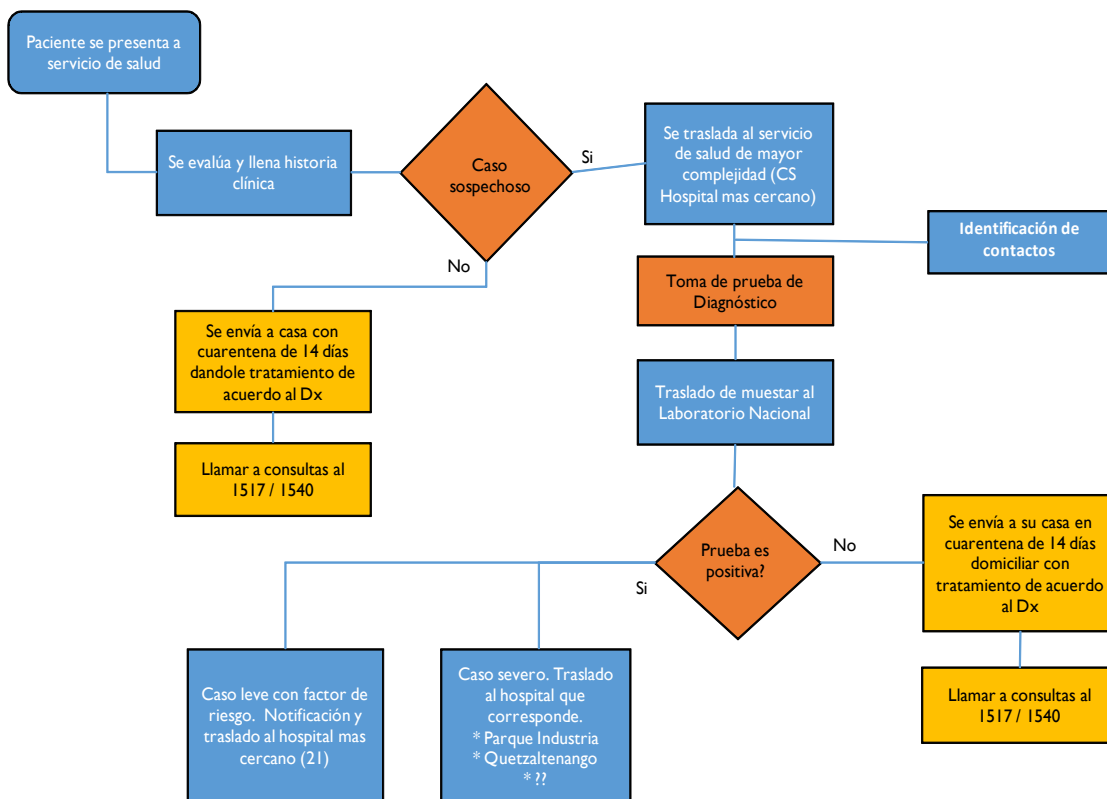 Paciente se presenta a
servicio de salud
Se evalúa y llena historia
clínica
Caso
sospechoso
Si
Se traslada al servicio
de salud de mayor
complejidad (CS
Hospital mas cercano)
Identificación de
contactos
No
Toma de prueba de
Diagnóstico
Se envía a casa con
cuarentena de 14 días
dandole tratamiento de
acuerdo al Dx
Traslado de muestar al
Laboratorio Nacional
Llamar a consultas al
1517 / 1540
Prueba es
positiva?
No
Si
Se envía a su casa en
cuarentena de 14 días
domiciliar con
tratamiento de acuerdo
al Dx
Llamar a consultas al
1517 / 1540
Caso leve con factor de
riesgo. Notificación y
traslado al hospital mas
cercano (21)
Caso severo. Traslado
al hospital que
corresponde.
* Parque Industria
* Quetzaltenango
* ??